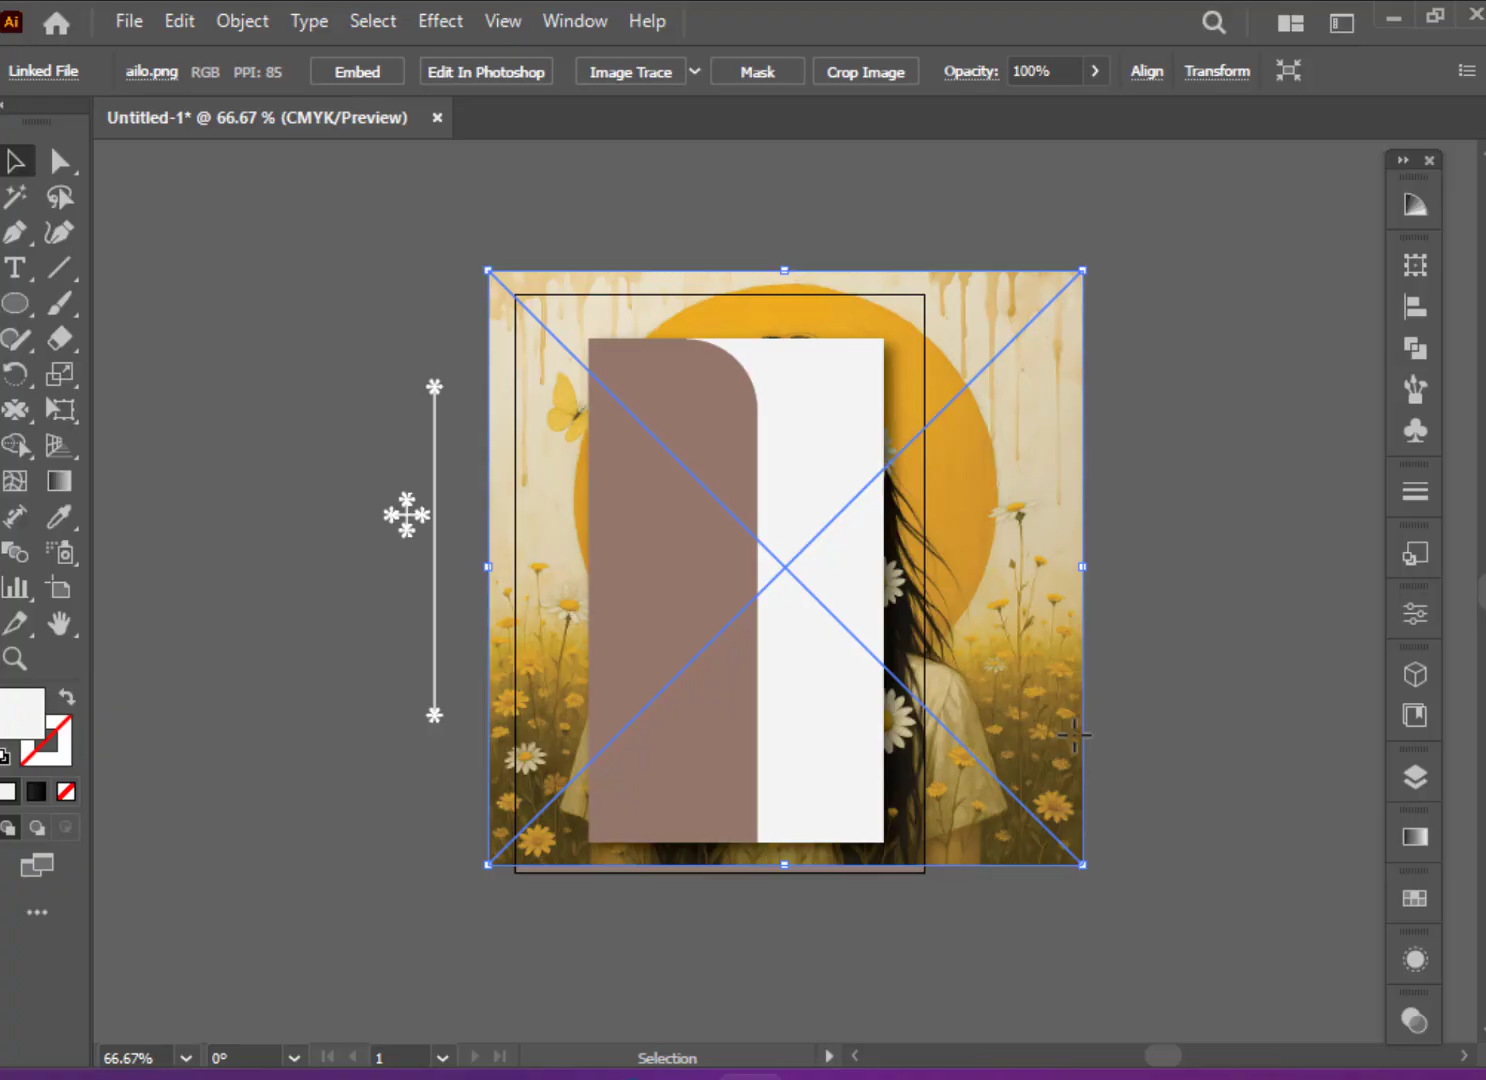 Ai File Edit Object Type Select Effect View Window Help
Linked File ailo.png RGB PPI: 85 Embed Edit In Photoshop Image Trace Mask Crop Image Opacity: 100% Align Transform
Untitled-1* @ 66.67 % (CMYK/Preview)
66.67% 0° 1 Selection